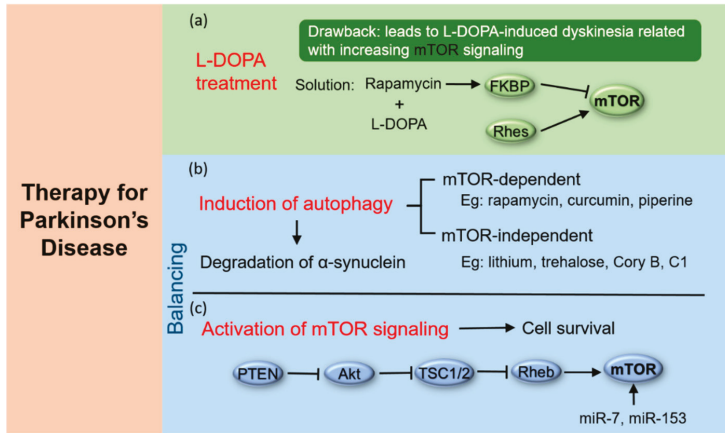 Therapy for
Parkinson's
Disease
(a)
L-DOPA
treatment
Drawback: leads to L-DOPA-induced dyskinesia related
with increasing mTOR signaling
Solution: Rapamycin
+
L-DOPA
FKBP
Rhes
mTOR
Balancing
(b)
Induction of autophagy
Degradation of α-synuclein
mTOR-dependent
Eg: rapamycin, curcumin, piperine
mTOR-independent
Eg: lithium, trehalose, Cory B, C1
(c)
Activation of mTOR signaling
Cell survival
PTEN
Akt
TSC1/2
Rheb
mTOR
miR-7, miR-153